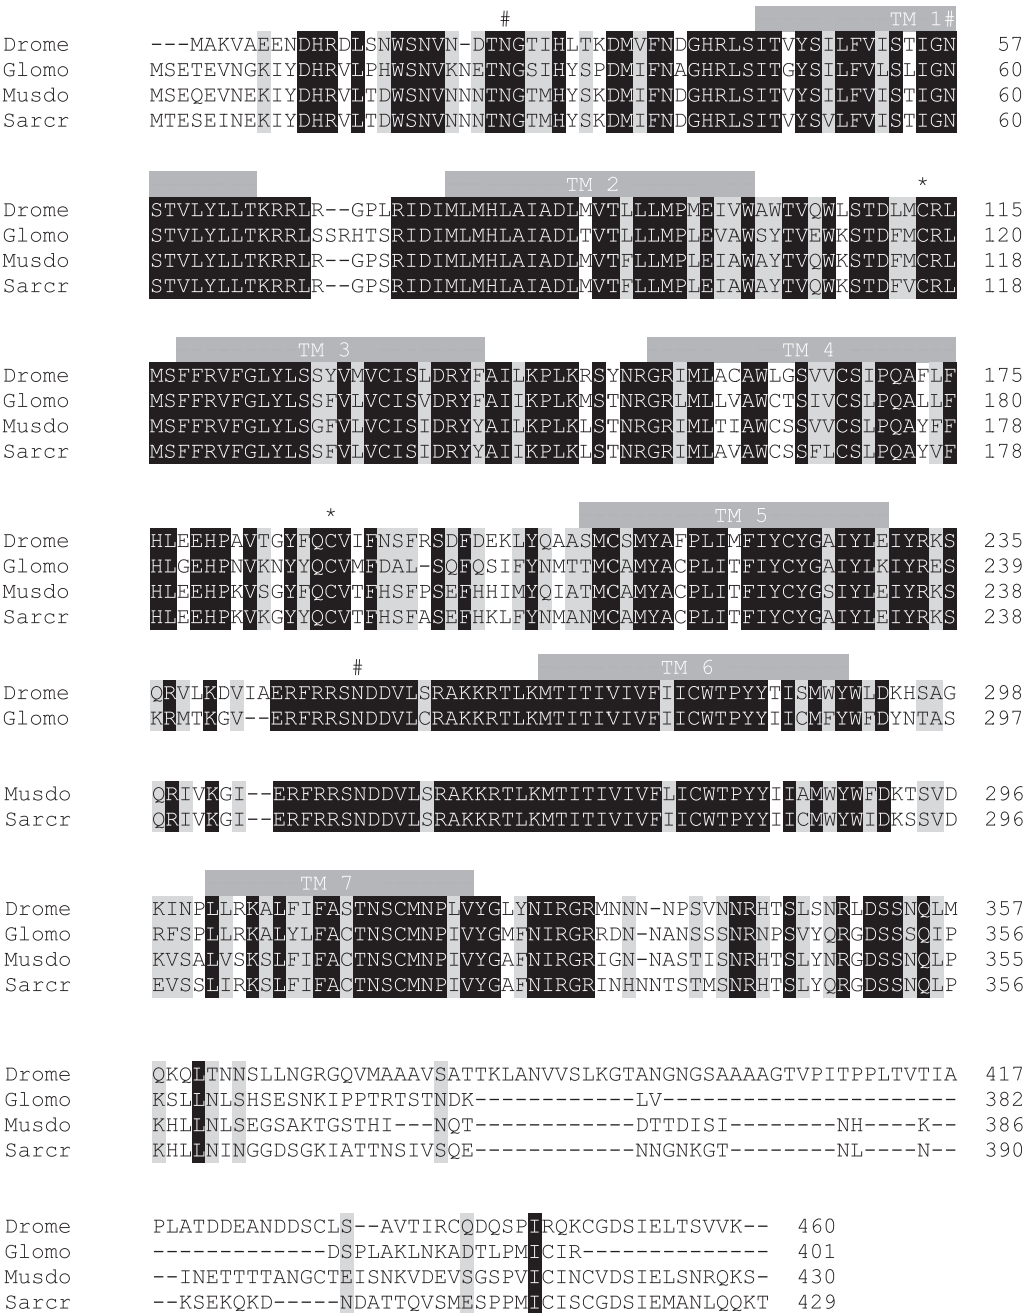 #
TM 1#
Drome ---MAKVAEENDHRDLSNWSNVN-DTNGTIHLTKDMVFNDGHRLSITVYSILFVISTIGN 57
Glomo MSETEVNGKIYDHRVLPHWSNVKNETNGSIHYSPDMIFNAGHRLSITGYSILFVLSLIGN 60
Musdo MSEQEVNEKIYDHRVLTDWSNVNNNTNGTMHYSKDMIFNDGHRLSITVYSILFVISTIGN 60
Sarcr MTESEINEKIYDHRVLTDWSNVNNNTNGTMHYSKDMIFNDGHRLSITVYSVLFVISTIGN 60
TM 2 *
Drome STVLYLLTKRRLR--GPLRIDIMLMHLAIADLMVTLLLMPMEIVWAWTVQWLSTDLMCRL 115
Glomo STVLYLLTKRRLSSRHTSRIDIMLMHLAIADLTVTLLLMPLEVAWSYTVEWKSTDFMCRL 120
Musdo STVLYLLTKRRLR--GPSRIDIMLMHLAIADLMVTFLLMPLEIAWAYTVQWKSTDFMCRL 118
Sarcr STVLYLLTKRRLR--GPSRIDIMLMHLAIADLMVTFLLMPLEIAWAYTVQWKSTDFVCRL 118
TM 3 TM 4
Drome MSFFRVFGLYLSSYVMVCISLDRYFAILKPLKRSYNRGRIMLACAWLGSVVCSIPQAFLF 175
Glomo MSFFRVFGLYLSSFVLVCISVDRYFAIIKPLKMSTNRGRLMLLVAWCTSIVCSLPQALLF 180
Musdo MSFFRVFGLYLSGFVLVCISIDRYYAILKPLKLSTNRGRIMLTIAWCSSVVCSLPQAYFF 178
Sarcr MSFFRVFGLYLSSFILVCISIDRYYAILKPLKLSTNRGRIMLAVAWCSSFLCSLPQAYVF 178
* TM 5
Drome HLEEHPAVTGYFQCVIFNSFRSDFDEKLYQAASMCSMYAFPLIMFIYCYGAIYLEIYRKS 235
Glomo HLGEHPNVKNYYQCVMFDAL-SQFQSIFYNMTTMCAMYACPLITFIYCYGAIYLKIYRES 239
Musdo HLEEHPKVSGYFQCVTFHSFPSEFHHIMYQIATMCAMYACPLITFIYCYGSIYLEIYRKS 238
Sarcr HLEEHPKVKGYYQCVTFHSFASEFHKLFYNMANMCAMYACPLITFIYCYGAIYLEIYRKS 238
# TM 6
Drome QRVLKDVIAERFRRSNDDVLSRAKKRTLKMTITIVIVFIICWTPYYTISMWYWLDKHSAG 298
Glomo KRMTKGV--ERFRRSNDDVLCRAKKRTLKMTITIVIVFIICWTPYYIICMFYWFDYNTAS 297
Musdo QRIVKGI--ERFRRSNDDVLSRAKKRTLKMTITIVIVFLICWTPYYIIAMWYWFDKTSVD 296
Sarcr QRIVKGI--ERFRRSNDDVLSRAKKRTLKMTITIVIVFIICWTPYYIICMWYWIDKSSVD 296
TM 7
Drome KINPLLRKALFIFASTNSCMNPLVYGLYNIRGRMNNN-NPSVNNRHTSLSNRLDSSNQLM 357
Glomo RFSPLLRKALYLFACTNSCMNPIVYGMFNIRGRRDN-NANSSSNRNPSVYQRGDSSSQIP 356
Musdo KVSALVSKSLFIFACTNSCMNPIVYGAFNIRGRIGN-NASTISNRHTSLYNRGDSSNQLP 355
Sarcr EVSSLIRKSLFIFACTNSCMNPIVYGAFNIRGRINHNNTSTMSNRHTSLYQRGDSSNQLP 356
Drome QKQLTNNSLLNGRGQVMAAAVSATTKLANVVSLKGTANGNGSAAAAGTVPITPPLTVTIA 417
Glomo KSLLNLSHSESNKIPPTRTSTNDK------------LV---------------------- 382
Musdo KHLLNLSEGSAKTGSTHI---NQT------------DTTDISI--------NH----K-- 386
Sarcr KHLLNINGGDSGKIATTNSIVSQE------------NNGNKGT--------NL----N-- 390
Drome PLATDDEANDDSCLS--AVTIRCQDQSPIRQKCGDSIELTSVVK-- 460
Glomo -------------DSPLAKLNKADTLPMICIR-------------- 401
Musdo --INETTTTANGCTEISNKVDEVSGSPVICINCVDSIELSNRQKS- 430
Sarcr --KSEKQKD-----NDATTQVSMESPPMICISCGDSIEMANLQQKT 429